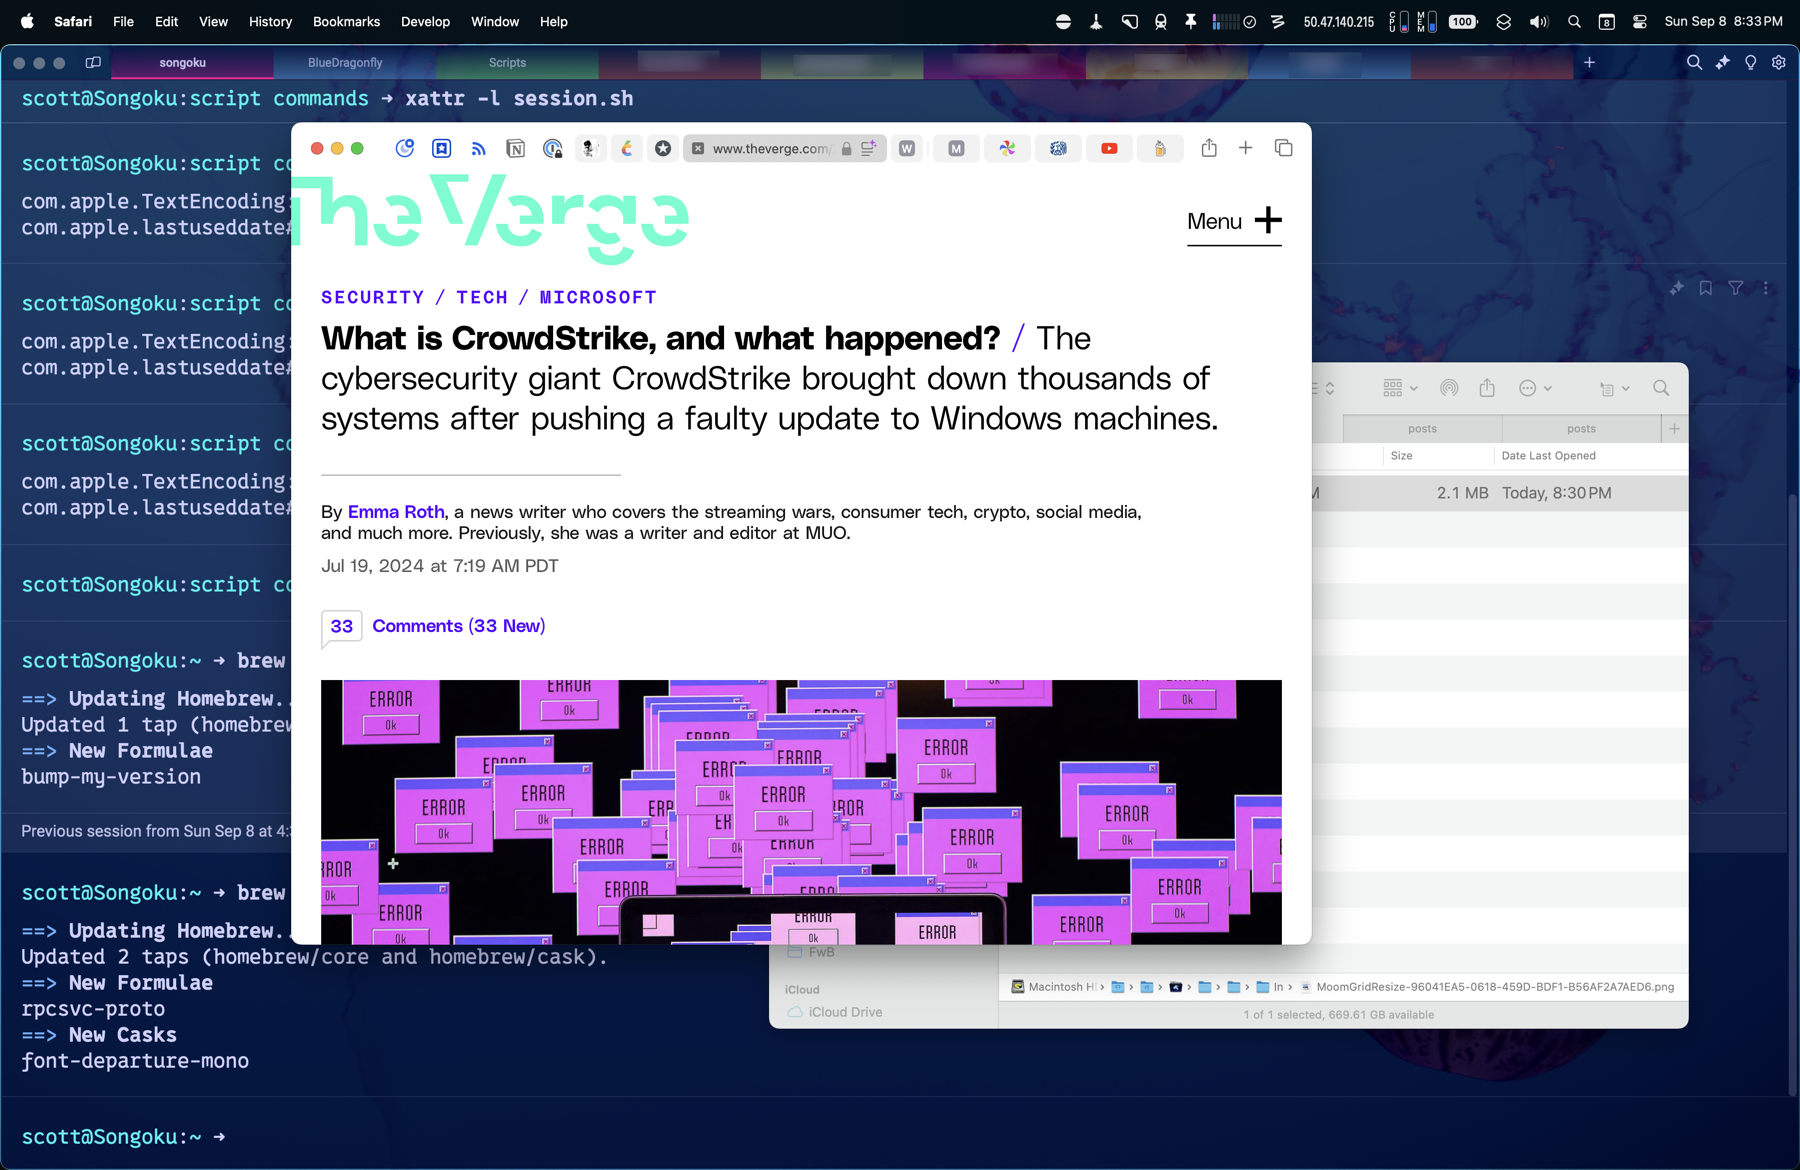 Safari File Edit View History Bookmarks Develop Window Help
50.47.140.215 CPU MEM 100 8 Sun Sep 8 8:33 PM
songoku BlueDragonfly Scripts
scott@Songoku:script commands → xattr -l session.sh
scott@Songoku:script co
com.apple.TextEncoding:
com.apple.lastuseddate#
scott@Songoku:script co
com.apple.TextEncoding:
com.apple.lastuseddate#
scott@Songoku:script co
com.apple.TextEncoding:
com.apple.lastuseddate#
scott@Songoku:script co
scott@Songoku:~ → brew
==> Updating Homebrew..
Updated 1 tap (homebrew
==> New Formulae
bump-my-version
Previous session from Sun Sep 8 at 4:3
scott@Songoku:~ → brew
==> Updating Homebrew..
Updated 2 taps (homebrew/core and homebrew/cask).
==> New Formulae
rpcsvc-proto
==> New Casks
font-departure-mono
scott@Songoku:~ →
www.theverge.com/
W
M
The Verge
Menu
SECURITY / TECH / MICROSOFT
What is CrowdStrike, and what happened? / The
cybersecurity giant CrowdStrike brought down thousands of
systems after pushing a faulty update to Windows machines.
By Emma Roth, a news writer who covers the streaming wars, consumer tech, crypto, social media,
and much more. Previously, she was a writer and editor at MUO.
Jul 19, 2024 at 7:19 AM PDT
33 Comments (33 New)
ERROR
Ok
ERROR
Ok
ERROR
Ok
ERROR
Ok
ERROR
Ok
ERROR
Ok
ERROR
Ok
ERROR
Ok
ERROR
Ok
ERROR
Ok
ERROR
ERROR
ERROR
Ok
ERROR
ERROR
Ok
ERROR
posts posts
Size Date Last Opened
2.1 MB Today, 8:30 PM
FwB
iCloud
iCloud Drive
Macintosh H › In › MoomGridResize-96041EA5-0618-459D-BDF1-B56AF2A7AED6.png
1 of 1 selected, 669.61 GB available